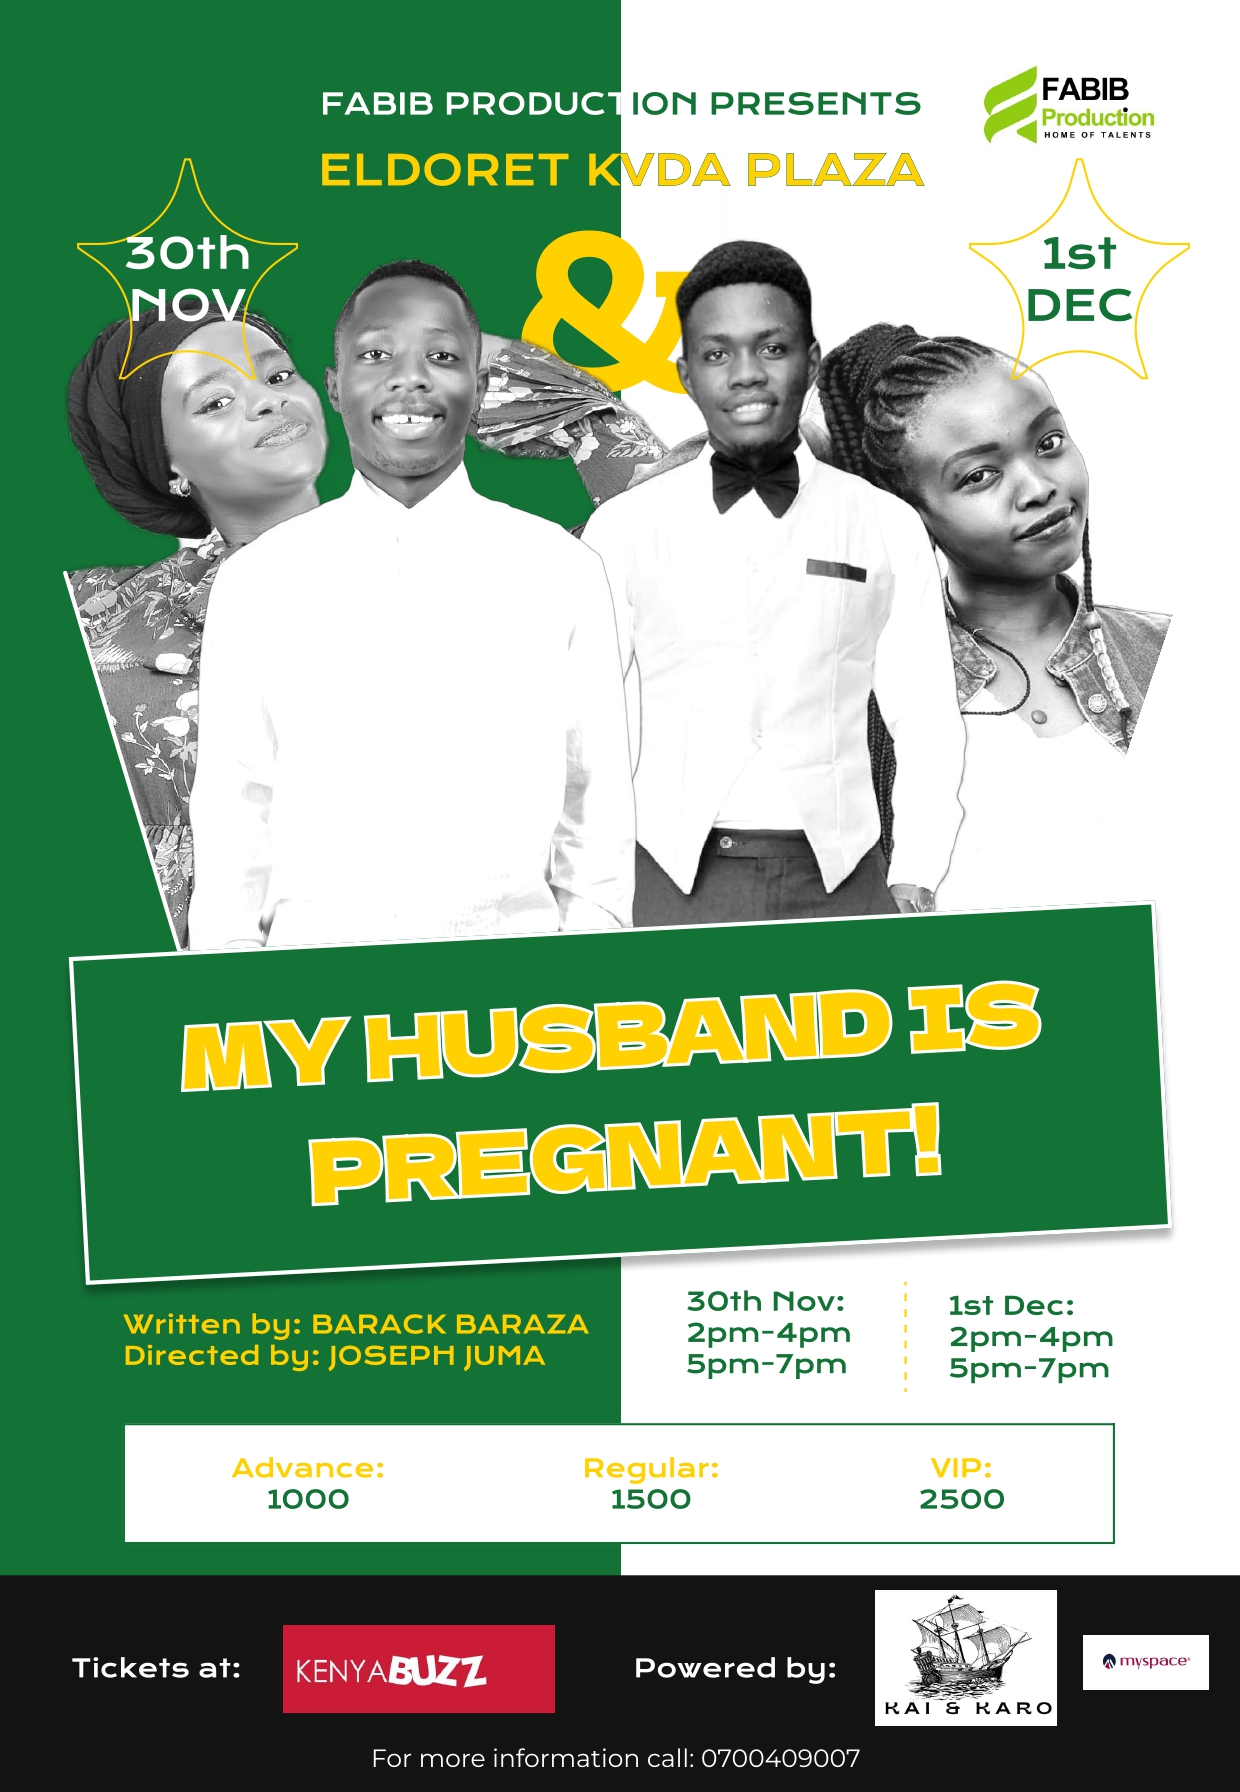 FABIB PRODUCTION PRESENTS
FABIB
Production
HOME OF TALENTS
ELDORET KVDA PLAZA
30th
NOV
&
1st
DEC
MY HUSBAND IS
PREGNANT!
Written by: BARACK BARAZA
Directed by: JOSEPH JUMA
30th Nov:
2pm-4pm
5pm-7pm
1st Dec:
2pm-4pm
5pm-7pm
Advance:
1000
Regular:
1500
VIP:
2500
Tickets at:
KENYABUZZ
Powered by:
KAI & KARO
myspace
For more information call: 0700409007